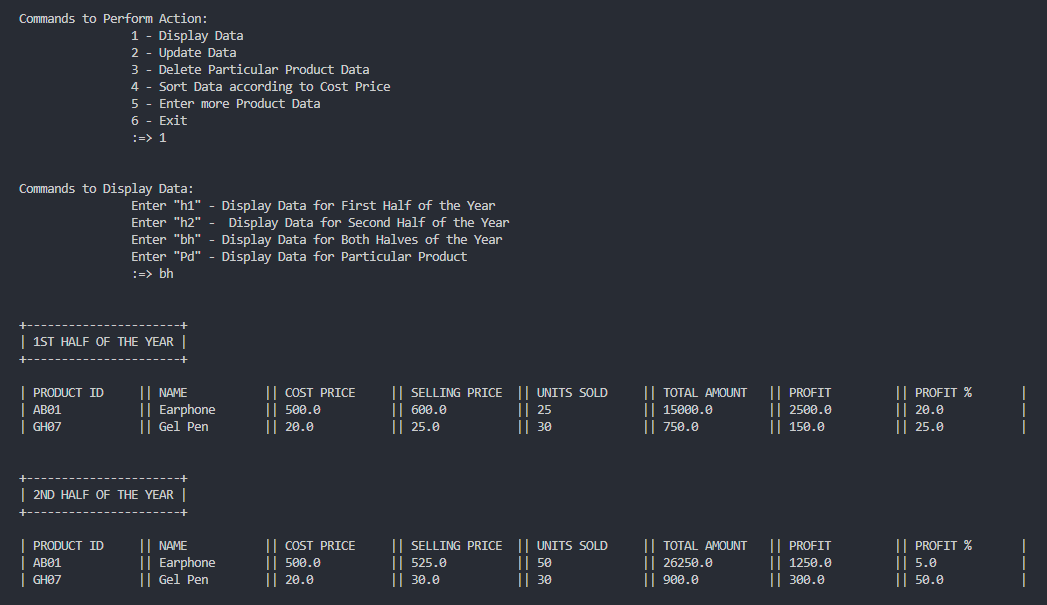 Commands to Perform Action:
1 - Display Data
2 - Update Data
3 - Delete Particular Product Data
4 - Sort Data according to Cost Price
5 - Enter more Product Data
6 - Exit
:=> 1
Commands to Display Data:
Enter "h1" - Display Data for First Half of the Year
Enter "h2" -  Display Data for Second Half of the Year
Enter "bh" - Display Data for Both Halves of the Year
Enter "Pd" - Display Data for Particular Product
:=> bh
+----------------------+
| 1ST HALF OF THE YEAR |
+----------------------+
| PRODUCT ID     || NAME           || COST PRICE     || SELLING PRICE  || UNITS SOLD     || TOTAL AMOUNT   || PROFIT         || PROFIT %       |
| AB01           || Earphone       || 500.0          || 600.0          || 25             || 15000.0        || 2500.0         || 20.0           |
| GH07           || Gel Pen        || 20.0           || 25.0           || 30             || 750.0          || 150.0          || 25.0           |
+----------------------+
| 2ND HALF OF THE YEAR |
+----------------------+
| PRODUCT ID     || NAME           || COST PRICE     || SELLING PRICE  || UNITS SOLD     || TOTAL AMOUNT   || PROFIT         || PROFIT %       |
| AB01           || Earphone       || 500.0          || 525.0          || 50             || 26250.0        || 1250.0         || 5.0            |
| GH07           || Gel Pen        || 20.0           || 30.0           || 30             || 900.0          || 300.0          || 50.0           |